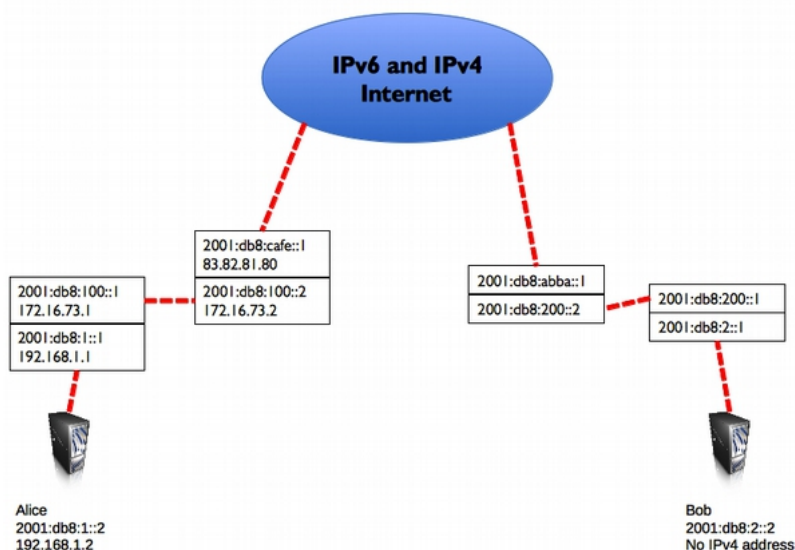 IPv6 and IPv4
Internet
2001:db8:cafe::1
83.82.81.80
2001:db8:100::2
172.16.73.2
2001:db8:100::1
172.16.73.1
2001:db8:1::1
192.168.1.1
2001:db8:abba::1
2001:db8:200::2
2001:db8:200::1
2001:db8:2::1
Alice
2001:db8:1::2
192.168.1.2
Bob
2001:db8:2::2
No IPv4 address